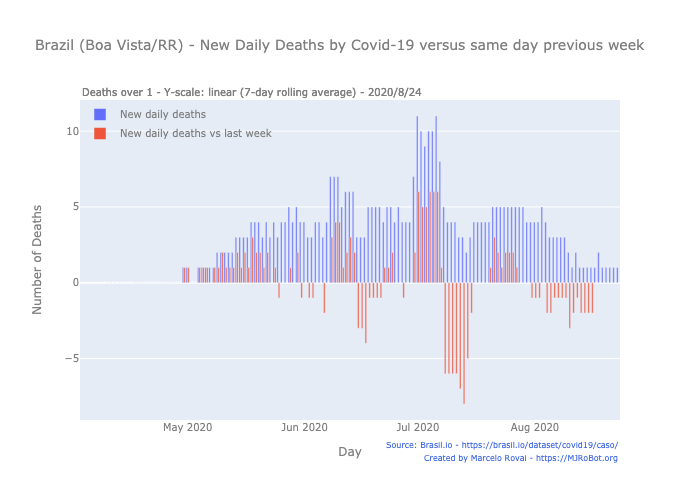 Brazil (Boa Vista/RR) - New Daily Deaths by Covid-19 versus same day previous week
Deaths over 1 - Y-scale: linear (7-day rolling average) - 2020/8/24
New daily deaths
New daily deaths vs last week
10
5
0
−5
Number of Deaths
May 2020 Jun 2020 Jul 2020 Aug 2020
Day
Source: Brasil.io - https://brasil.io/dataset/covid19/caso/
Created by Marcelo Rovai - https://MJRoBot.org